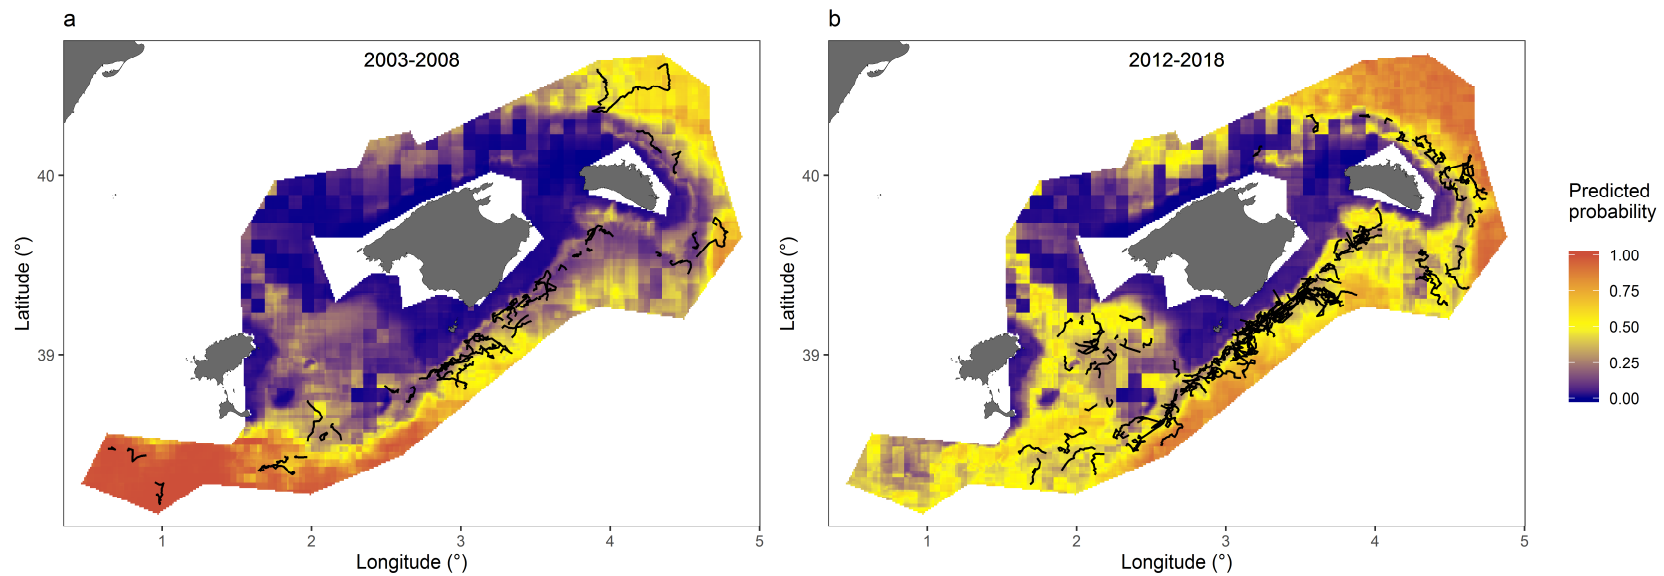 a
b
2003-2008
2012-2018
40
39
1
2
3
4
5
Longitude (°)
Latitude (°)
40
39
1
2
3
4
5
Longitude (°)
Latitude (°)
Predicted
probability
1.00
0.75
0.50
0.25
0.00